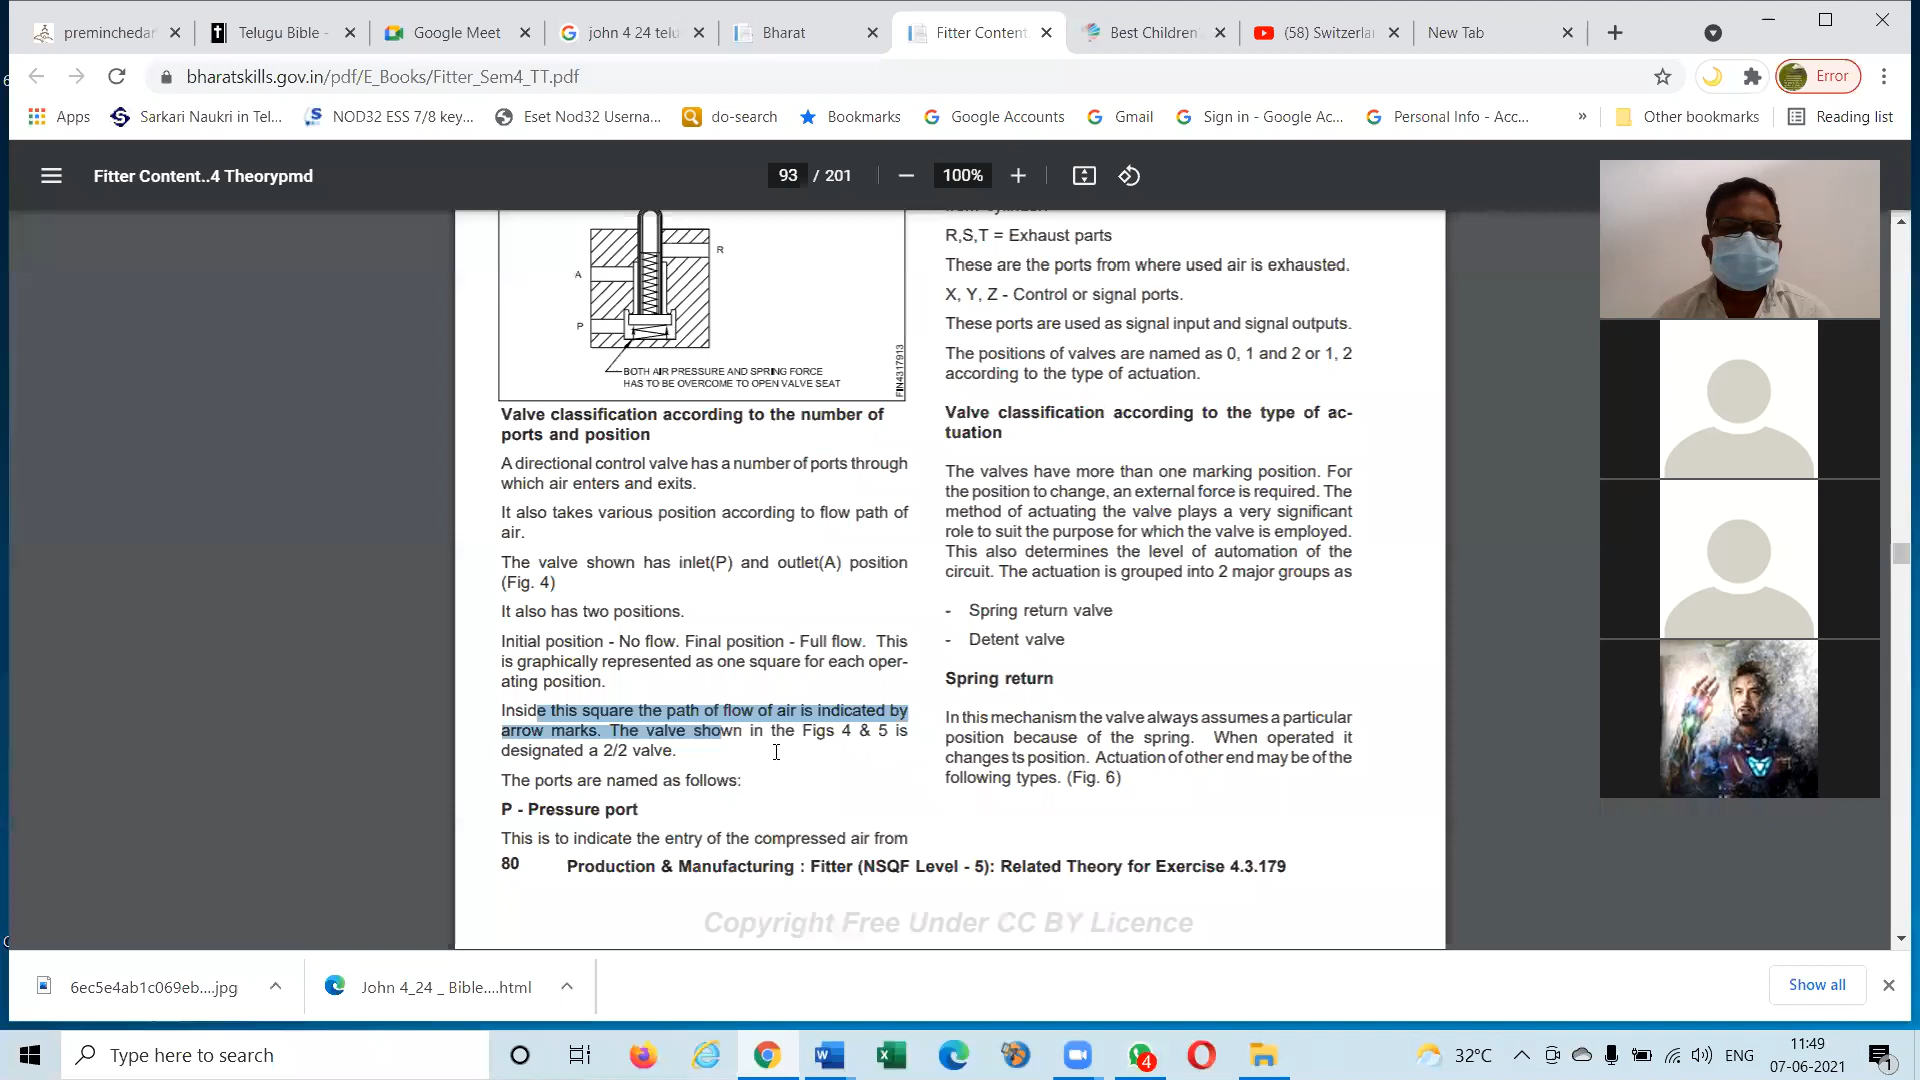 preminchedar
Telugu Bible -
Google Meet
john 4 24 telu
Bharat
Fitter Content.
Best Children'
(58) Switzerla
New Tab
bharatskills.gov.in/pdf/E_Books/Fitter_Sem4_TT.pdf
Error
Apps
Sarkari Naukri in Tel...
NOD32 ESS 7/8 key...
Eset Nod32 Userna...
do-search
Bookmarks
Google Accounts
Gmail
Sign in - Google Ac...
Personal Info - Acc...
»
Other bookmarks
Reading list
Fitter Content..4 Theorypmd
93 / 201
100%
R
A
P
BOTH AIR PRESSURE AND SPRING FORCE
HAS TO BE OVERCOME TO OPEN VALVE SEAT
FIN4317913
Valve classification according to the number of
ports and position
A directional control valve has a number of ports through
which air enters and exits.
It also takes various position according to flow path of
air.
The valve shown has inlet(P) and outlet(A) position
(Fig. 4)
It also has two positions.
Initial position - No flow. Final position - Full flow. This
is graphically represented as one square for each oper-
ating position.
Inside this square the path of flow of air is indicated by
arrow marks. The valve shown in the Figs 4 & 5 is
designated a 2/2 valve.
The ports are named as follows:
P - Pressure port
This is to indicate the entry of the compressed air from
R,S,T = Exhaust parts
These are the ports from where used air is exhausted.
X, Y, Z - Control or signal ports.
These ports are used as signal input and signal outputs.
The positions of valves are named as 0, 1 and 2 or 1, 2
according to the type of actuation.
Valve classification according to the type of ac-
tuation
The valves have more than one marking position. For
the position to change, an external force is required. The
method of actuating the valve plays a very significant
role to suit the purpose for which the valve is employed.
This also determines the level of automation of the
circuit. The actuation is grouped into 2 major groups as
- Spring return valve
- Detent valve
Spring return
In this mechanism the valve always assumes a particular
position because of the spring. When operated it
changes ts position. Actuation of other end may be of the
following types. (Fig. 6)
80 Production & Manufacturing : Fitter (NSQF Level - 5): Related Theory for Exercise 4.3.179
Copyright Free Under CC BY Licence
6ec5e4ab1c069eb....jpg
John 4_24 _ Bible....html
Show all
Type here to search
4
32°C
ENG
11:49
07-06-2021
1